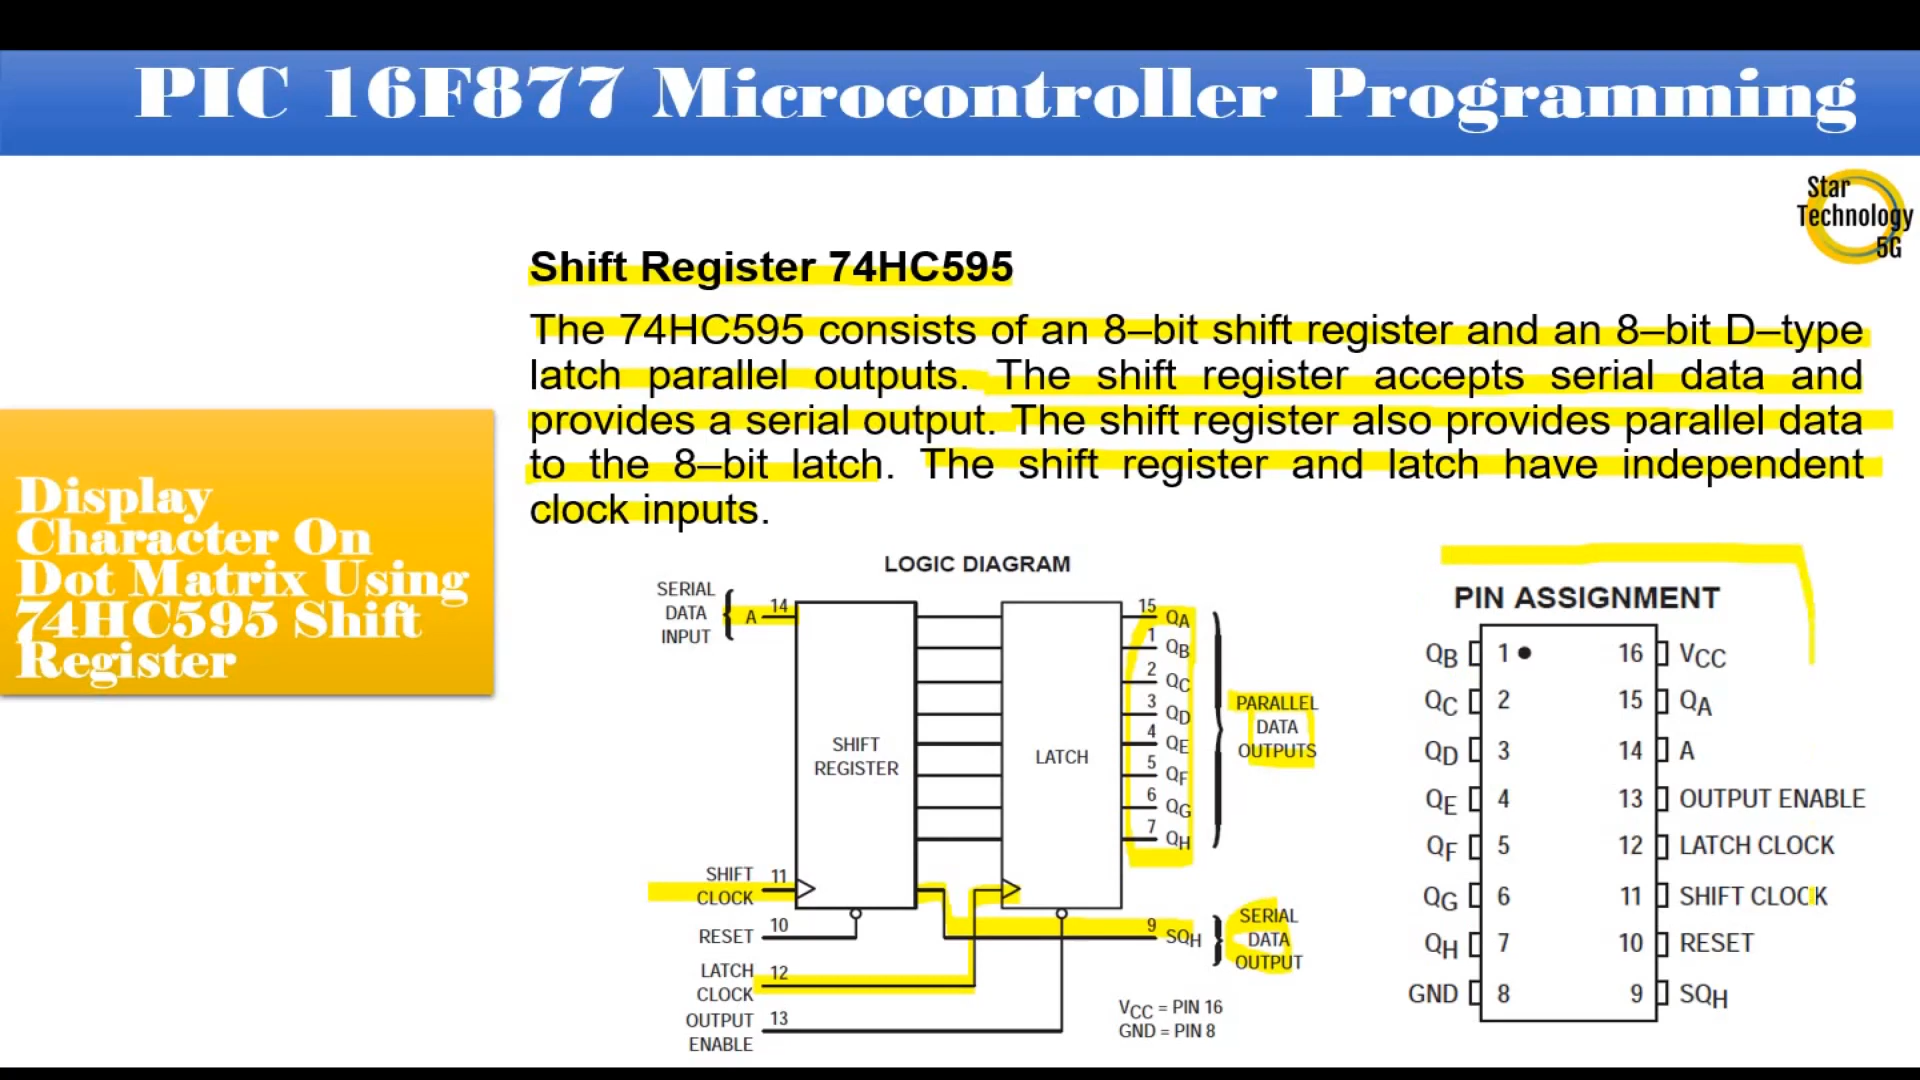 PIC 16F877 Microcontroller Programming
Star
Technology
5G
Shift Register 74HC595
The 74HC595 consists of an 8–bit shift register and an 8–bit D–type
latch parallel outputs. The shift register accepts serial data and
provides a serial output. The shift register also provides parallel data
to the 8–bit latch. The shift register and latch have independent
clock inputs.
Display
Character On
Dot Matrix Using
74HC595 Shift
Register
LOGIC DIAGRAM
SERIAL
DATA
INPUT
A 14
SHIFT
REGISTER
LATCH
15 QA
1 QB
2 QC
3 QD
4 QE
5 QF
6 QG
7 QH
PARALLEL
DATA
OUTPUTS
SHIFT
CLOCK
11
RESET 10
LATCH
CLOCK
12
OUTPUT
ENABLE
13
9 SQH
SERIAL
DATA
OUTPUT
VCC = PIN 16
GND = PIN 8
PIN ASSIGNMENT
QB 1 16 VCC
QC 2 15 QA
QD 3 14 A
QE 4 13 OUTPUT ENABLE
QF 5 12 LATCH CLOCK
QG 6 11 SHIFT CLOCK
QH 7 10 RESET
GND 8 9 SQH